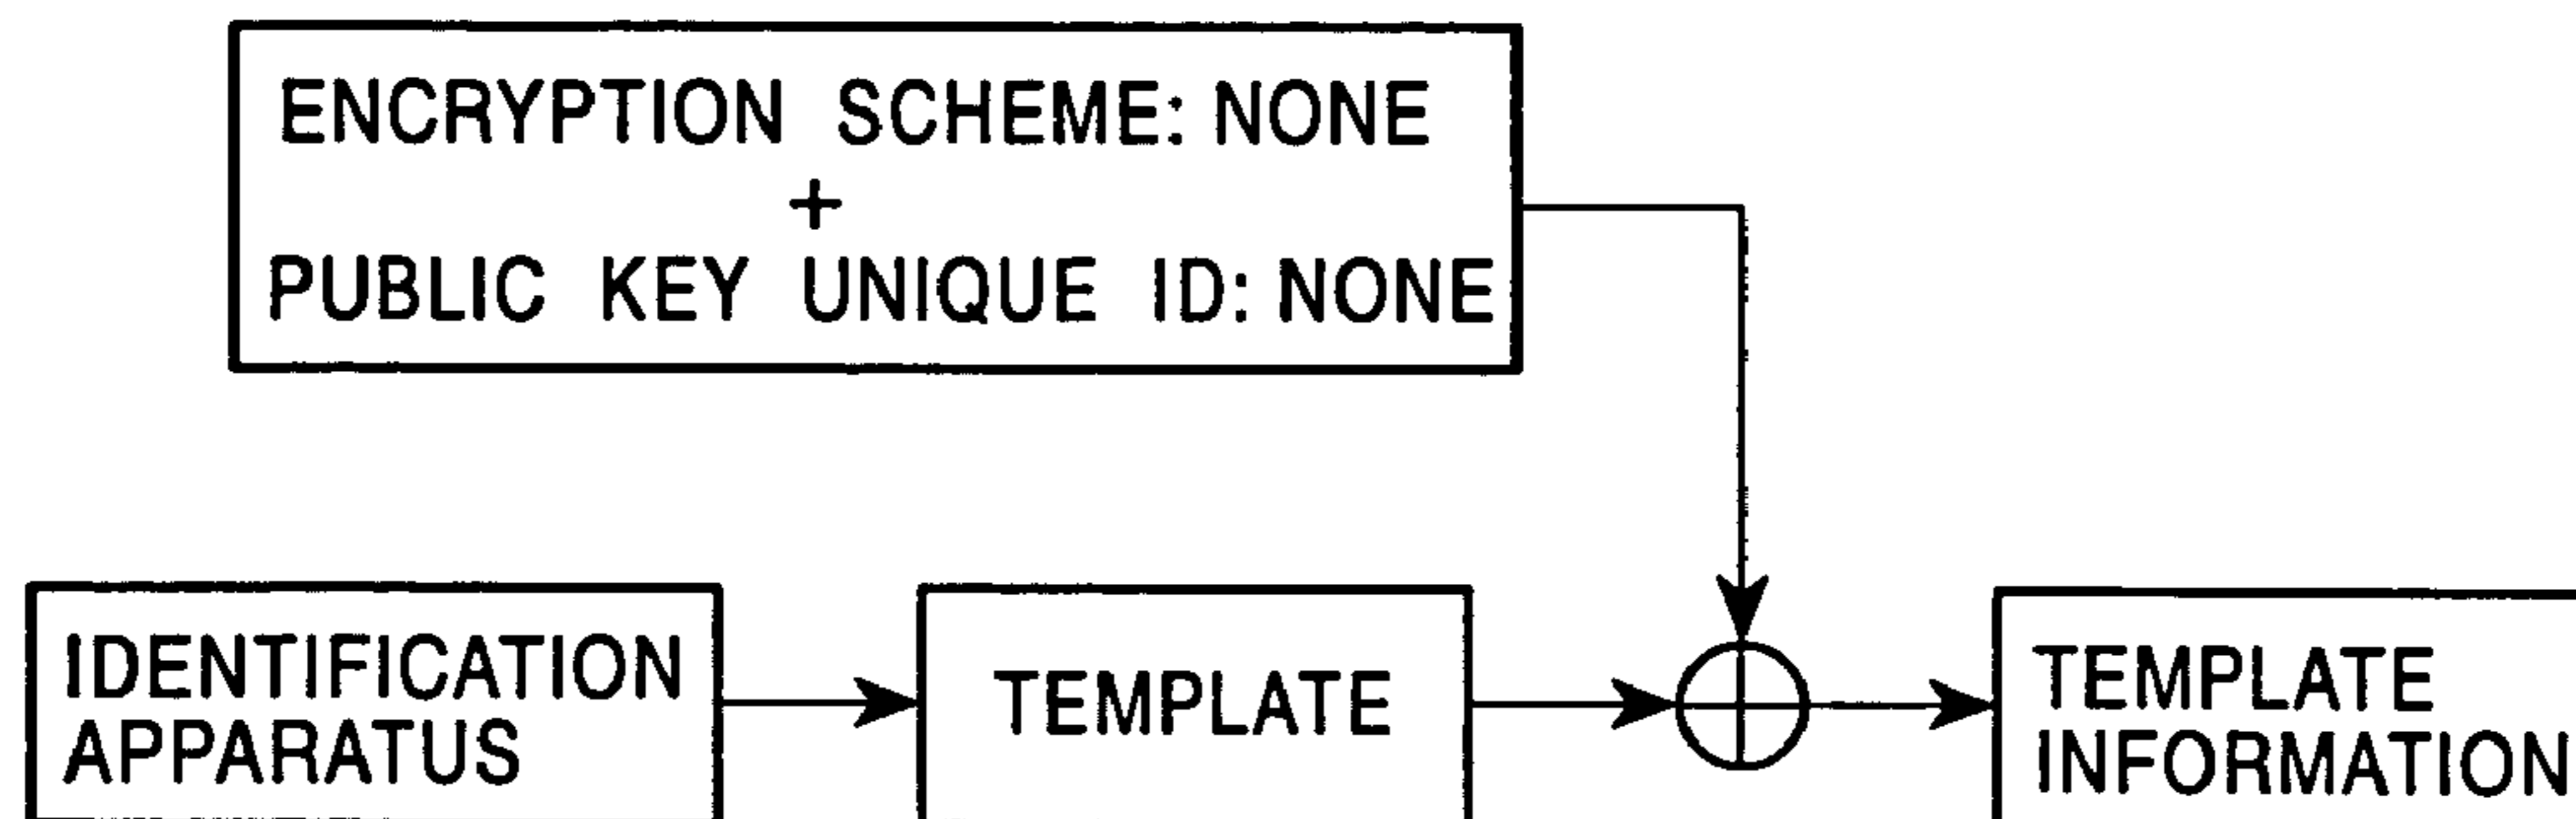 ENCRYPTION SCHEME: NONE
+
PUBLIC KEY UNIQUE ID: NONE
IDENTIFICATION
APPARATUS
TEMPLATE
TEMPLATE
INFORMATION